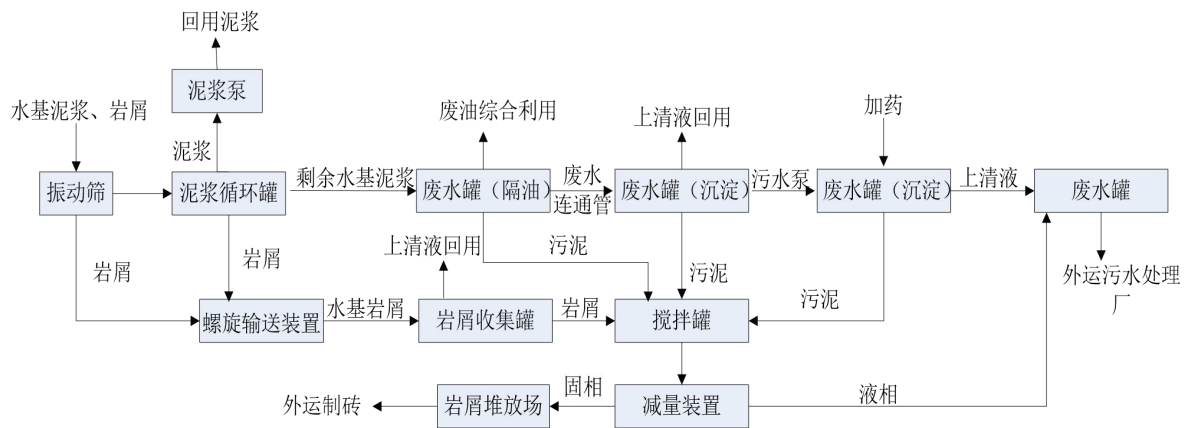 回用泥浆
泥浆泵
水基泥浆、岩屑
泥浆
废油综合利用
上清液回用
加药
振动筛
泥浆循环罐
剩余水基泥浆
废水罐（隔油）
废水
连通管
废水罐（沉淀）
污水泵
废水罐（沉淀）
上清液
废水罐
岩屑
岩屑
上清液回用
污泥
污泥
污泥
外运污水处理
厂
螺旋输送装置
水基岩屑
岩屑收集罐
岩屑
搅拌罐
外运制砖
岩屑堆放场
固相
减量装置
液相